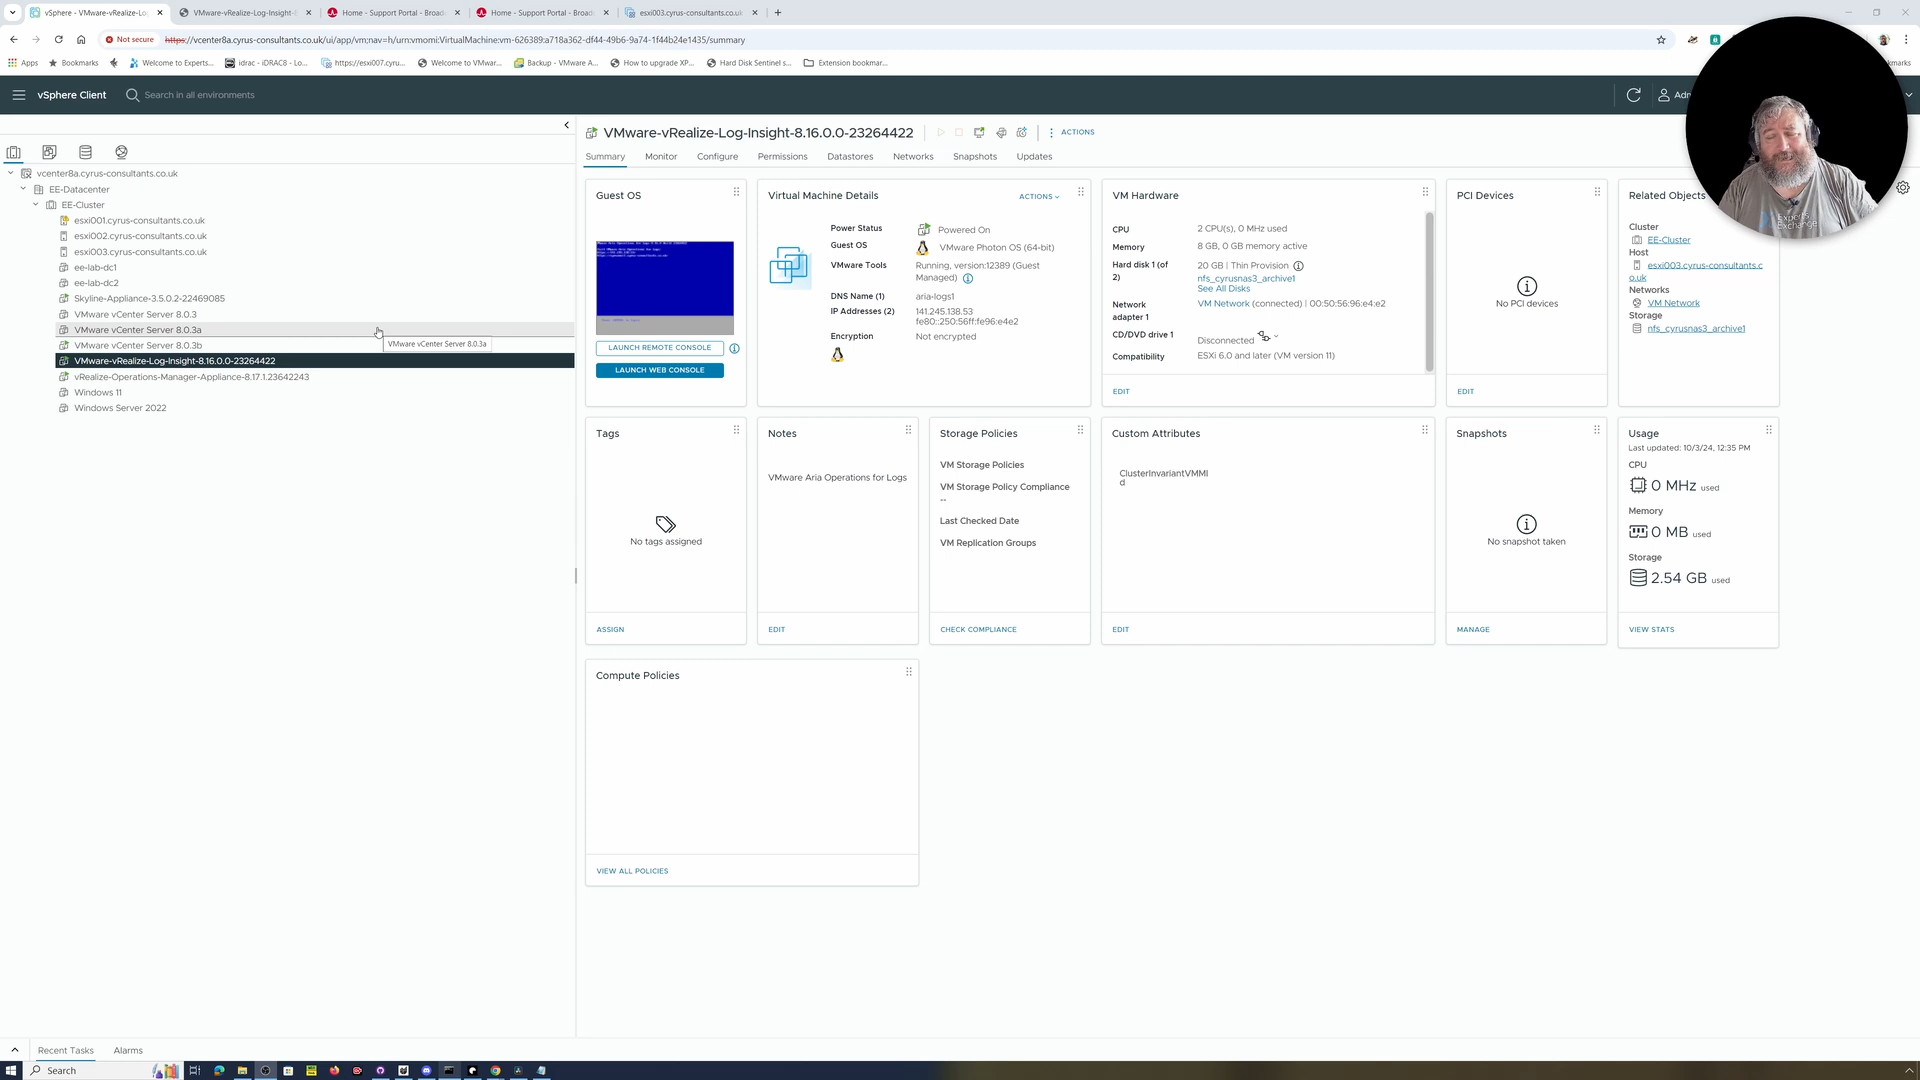 vSphere - VMware-vRealize-Lo
VMware-vRealize-Log-Insight-
Home - Support Portal - Broad
Home - Support Portal - Broad
esxi003.cyrus-consultants.co.uk
Not secure
https://vcenter8a.cyrus-consultants.co.uk/ui/app/vm;nav=h/urn:vmomi:VirtualMachine:vm-626389:a718a362-df44-49b6-9a74-1f44b24e1435/summary
Apps
Bookmarks
Welcome to Experts...
idrac - iDRAC8 - Lo...
https://esxi007.cyru...
Welcome to VMwar...
Backup - VMware A...
How to upgrade XP...
Hard Disk Sentinel s...
Extension bookmar...
vSphere Client
Search in all environments
VMware-vRealize-Log-Insight-8.16.0.0-23264422
ACTIONS
Summary
Monitor
Configure
Permissions
Datastores
Networks
Snapshots
Updates
vcenter8a.cyrus-consultants.co.uk
EE-Datacenter
EE-Cluster
esxi001.cyrus-consultants.co.uk
esxi002.cyrus-consultants.co.uk
esxi003.cyrus-consultants.co.uk
ee-lab-dc1
ee-lab-dc2
Skyline-Appliance-3.5.0.2-22469085
VMware vCenter Server 8.0.3
VMware vCenter Server 8.0.3a
VMware vCenter Server 8.0.3a
VMware vCenter Server 8.0.3b
VMware-vRealize-Log-Insight-8.16.0.0-23264422
vRealize-Operations-Manager-Appliance-8.17.1.23642243
Windows 11
Windows Server 2022
Guest OS
LAUNCH REMOTE CONSOLE
LAUNCH WEB CONSOLE
Virtual Machine Details
ACTIONS
Power Status
Powered On
Guest OS
VMware Photon OS (64-bit)
VMware Tools
Running, version:12389 (Guest
Managed)
DNS Name (1)
aria-logs1
IP Addresses (2)
141.245.138.53
fe80::250:56ff:fe96:e4e2
Encryption
Not encrypted
VM Hardware
CPU
2 CPU(s), 0 MHz used
Memory
8 GB, 0 GB memory active
Hard disk 1 (of
2)
20 GB | Thin Provision
nfs_cyrusnas3_archive1
See All Disks
Network
adapter 1
VM Network (connected) | 00:50:56:96:e4:e2
CD/DVD drive 1
Disconnected
Compatibility
ESXi 6.0 and later (VM version 11)
EDIT
PCI Devices
No PCI devices
EDIT
Related Objects
Cluster
EE-Cluster
Host
esxi003.cyrus-consultants.c
o.uk
Networks
VM Network
Storage
nfs_cyrusnas3_archive1
Experts
Exchange
Tags
No tags assigned
ASSIGN
Notes
VMware Aria Operations for Logs
EDIT
Storage Policies
VM Storage Policies
VM Storage Policy Compliance
--
Last Checked Date
VM Replication Groups
CHECK COMPLIANCE
Custom Attributes
ClusterInvariantVMMI
d
EDIT
Snapshots
No snapshot taken
MANAGE
Usage
Last updated: 10/3/24, 12:35 PM
CPU
0 MHz used
Memory
0 MB used
Storage
2.54 GB used
VIEW STATS
Compute Policies
VIEW ALL POLICIES
Recent Tasks
Alarms
Search